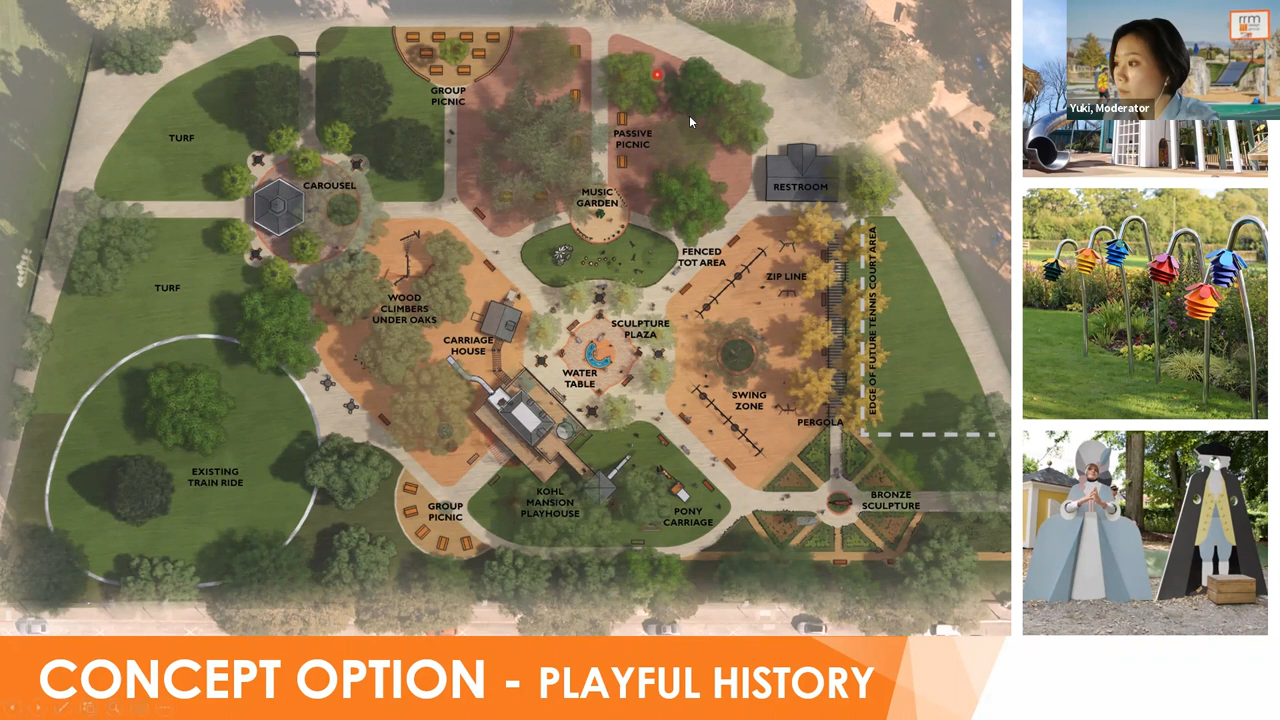 GROUP
PICNIC
TURF
PASSIVE
PICNIC
RESTROOM
CAROUSEL
MUSIC
GARDEN
FENCED
TOT AREA
ZIP LINE
TURF
WOOD
CLIMBERS
UNDER OAKS
CARRIAGE
HOUSE
SCULPTURE
PLAZA
WATER
TABLE
EDGE OF FUTURE TENNIS COURT AREA
SWING
ZONE
PERGOLA
EXISTING
TRAIN RIDE
GROUP
PICNIC
KOHL
MANSION
PLAYHOUSE
PONY
CARRIAGE
BRONZE
SCULPTURE
rrm
Yuki, Moderator
CONCEPT OPTION - PLAYFUL HISTORY